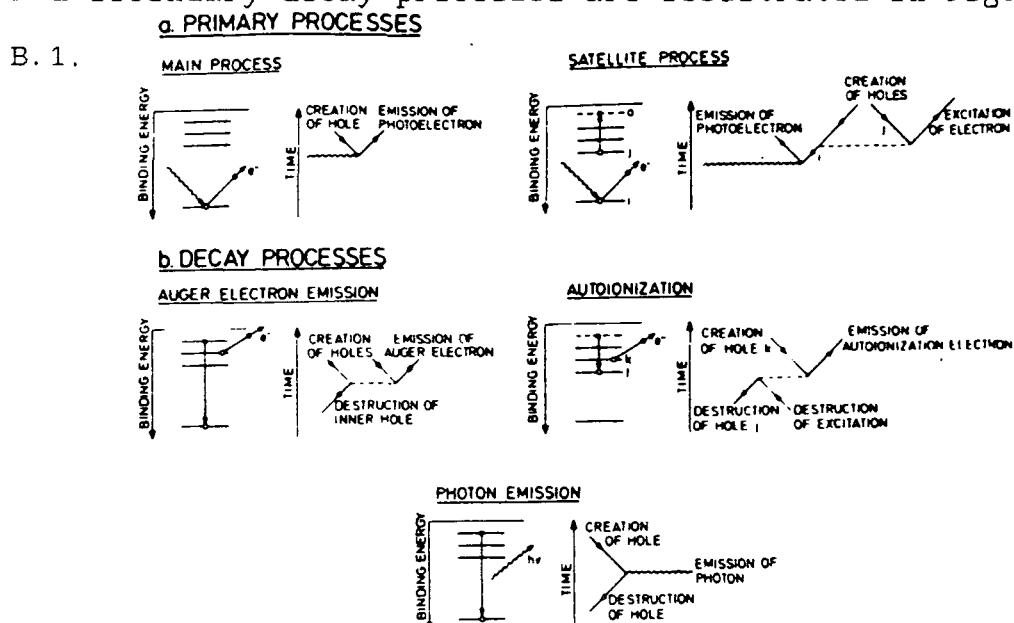 a. PRIMARY PROCESSES
B.1.
MAIN PROCESS
BINDING ENERGY
TIME
CREATION OF HOLE
EMISSION OF PHOTOELECTRON
e-
SATELLITE PROCESS
BINDING ENERGY
o
j
e-
i
TIME
EMISSION OF PHOTOELECTRON
CREATION OF HOLES
j
i
EXCITATION OF ELECTRON
b. DECAY PROCESSES
AUGER ELECTRON EMISSION
BINDING ENERGY
e-
TIME
CREATION OF HOLES
EMISSION OF AUGER ELECTRON
DESTRUCTION OF INNER HOLE
AUTOIONIZATION
BINDING ENERGY
e-
k
j
TIME
CREATION OF HOLE k
EMISSION OF AUTOIONIZATION ELECTRON
DESTRUCTION OF HOLE j
DESTRUCTION OF EXCITATION
PHOTON EMISSION
BINDING ENERGY
hν
TIME
CREATION OF HOLE
EMISSION OF PHOTON
DESTRUCTION OF HOLE